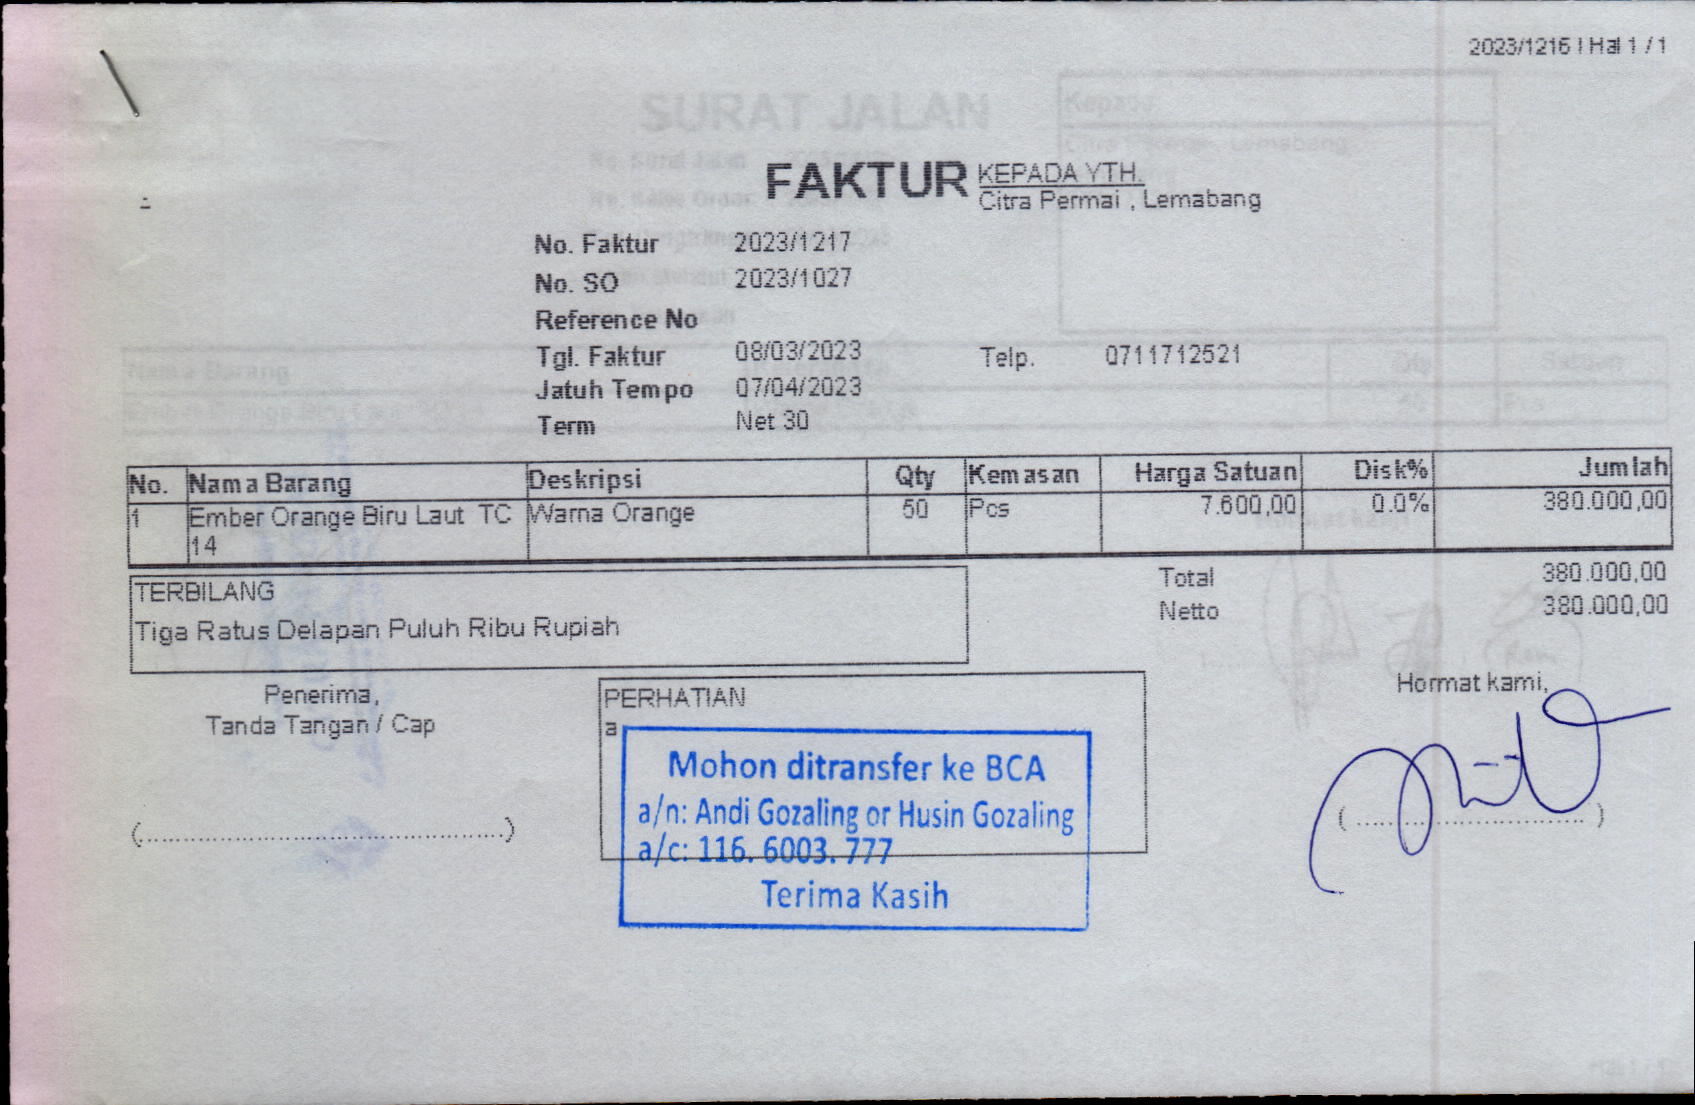 2023/1216 | Hal 1 / 1
FAKTUR
KEPADA YTH.
Citra Permai , Lemabang
No. Faktur 2023/1217
No. SO 2023/1027
Reference No
Tgl. Faktur 08/03/2023 Telp. 0711712521
Jatuh Tempo 07/04/2023
Term Net 30
No. Nama Barang Deskripsi Qty Kemasan Harga Satuan Disk% Jumlah
1 Ember Orange Biru Laut TC Warna Orange 50 Pcs 7.600,00 0.0% 380.000,00
14
TERBILANG
Tiga Ratus Delapan Puluh Ribu Rupiah
Total 380.000,00
Netto 380.000,00
Penerima,
Tanda Tangan / Cap
(..............................................)
PERHATIAN
a
Mohon ditransfer ke BCA
a/n: Andi Gozaling or Husin Gozaling
a/c: 116. 6003. 777
Terima Kasih
Hormat kami,
(..............................)
SURAT JALAN
Kepada
Nama Barang